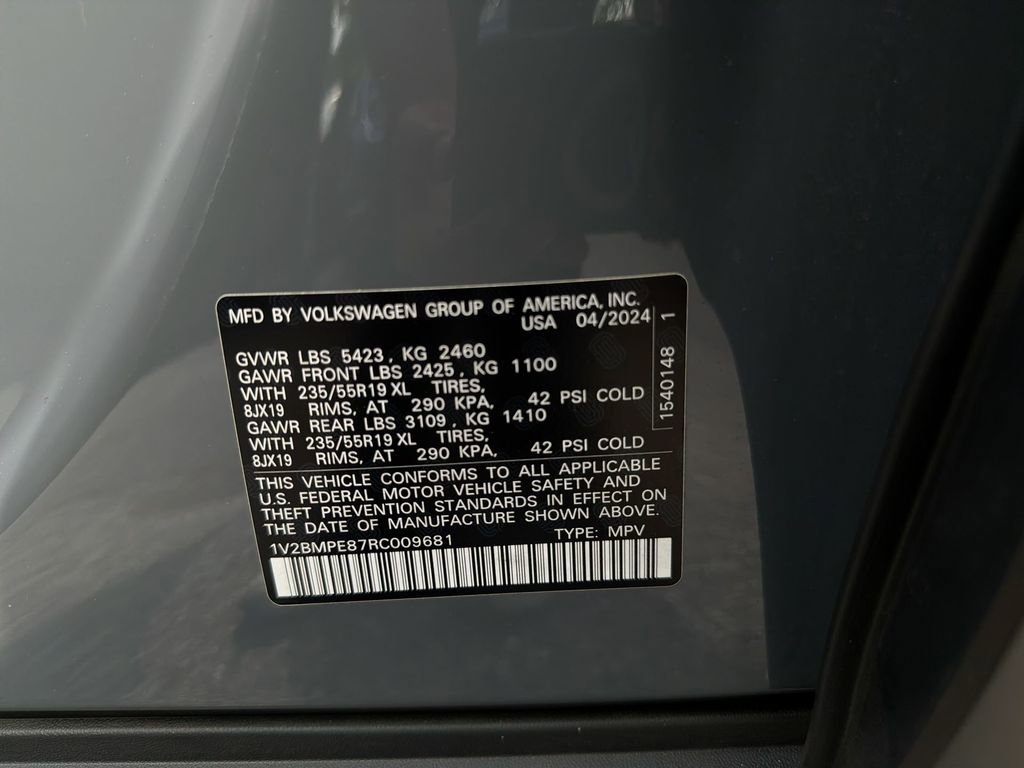 MFD BY VOLKSWAGEN GROUP OF AMERICA, INC.
USA 04/2024
GVWR LBS 5423, KG 2460
GAWR FRONT LBS 2425, KG 1100
WITH 235/55R19 XL TIRES,
8JX19 RIMS, AT 290 KPA, 42 PSI COLD
GAWR REAR LBS 3109, KG 1410
WITH 235/55R19 XL TIRES,
8JX19 RIMS, AT 290 KPA, 42 PSI COLD
THIS VEHICLE CONFORMS TO ALL APPLICABLE
U.S. FEDERAL MOTOR VEHICLE SAFETY AND
THEFT PREVENTION STANDARDS IN EFFECT ON
THE DATE OF MANUFACTURE SHOWN ABOVE.
1V2BMPE87RC009681 TYPE: MPV
1540148 1